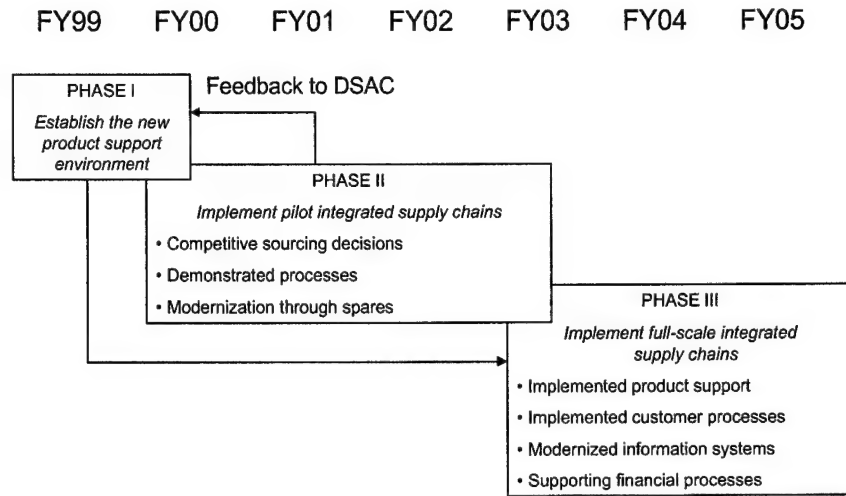 FY99 FY00 FY01 FY02 FY03 FY04 FY05
PHASE I
Establish the new
product support
environment
Feedback to DSAC
PHASE II
Implement pilot integrated supply chains
• Competitive sourcing decisions
• Demonstrated processes
• Modernization through spares
PHASE III
Implement full-scale integrated
supply chains
• Implemented product support
• Implemented customer processes
• Modernized information systems
• Supporting financial processes